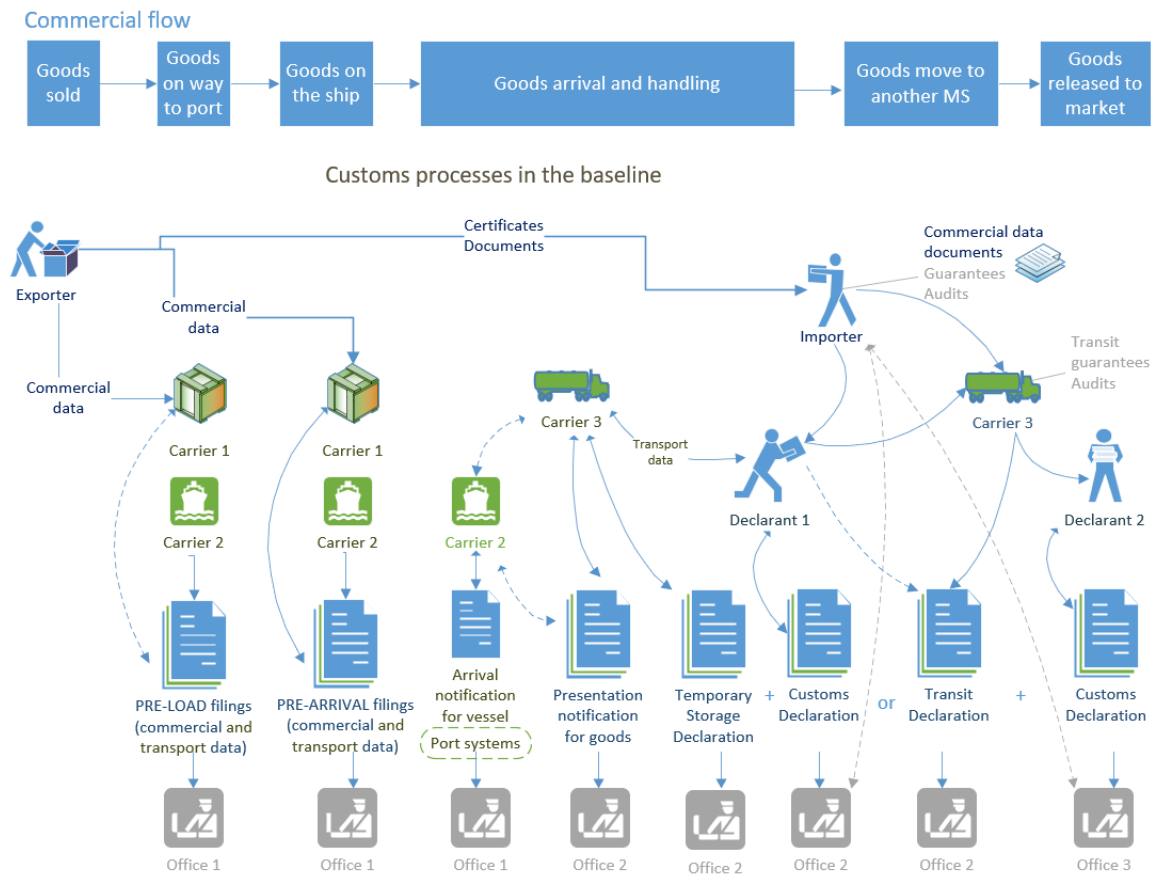 Commercial flow
Goods
sold
Goods
on way
to port
Goods on
the ship
Goods arrival and handling
Goods move to
another MS
Goods
released to
market
Customs processes in the baseline
Certificates
Documents
Commercial data
documents
Guarantees
Audits
Exporter
Commercial
data
Importer
Transit
guarantees
Audits
Commercial
data
Carrier 1
Carrier 1
Carrier 3
Transport
data
Carrier 3
Carrier 2
Carrier 2
Carrier 2
Declarant 1
Declarant 2
PRE-LOAD filings
(commercial and
transport data)
PRE-ARRIVAL filings
(commercial and
transport data)
Arrival
notification
for vessel
Port systems
Presentation
notification
for goods
Temporary
Storage
Declaration
+
Customs
Declaration
or
Transit
Declaration
+
Customs
Declaration
Office 1
Office 1
Office 1
Office 2
Office 2
Office 2
Office 2
Office 3